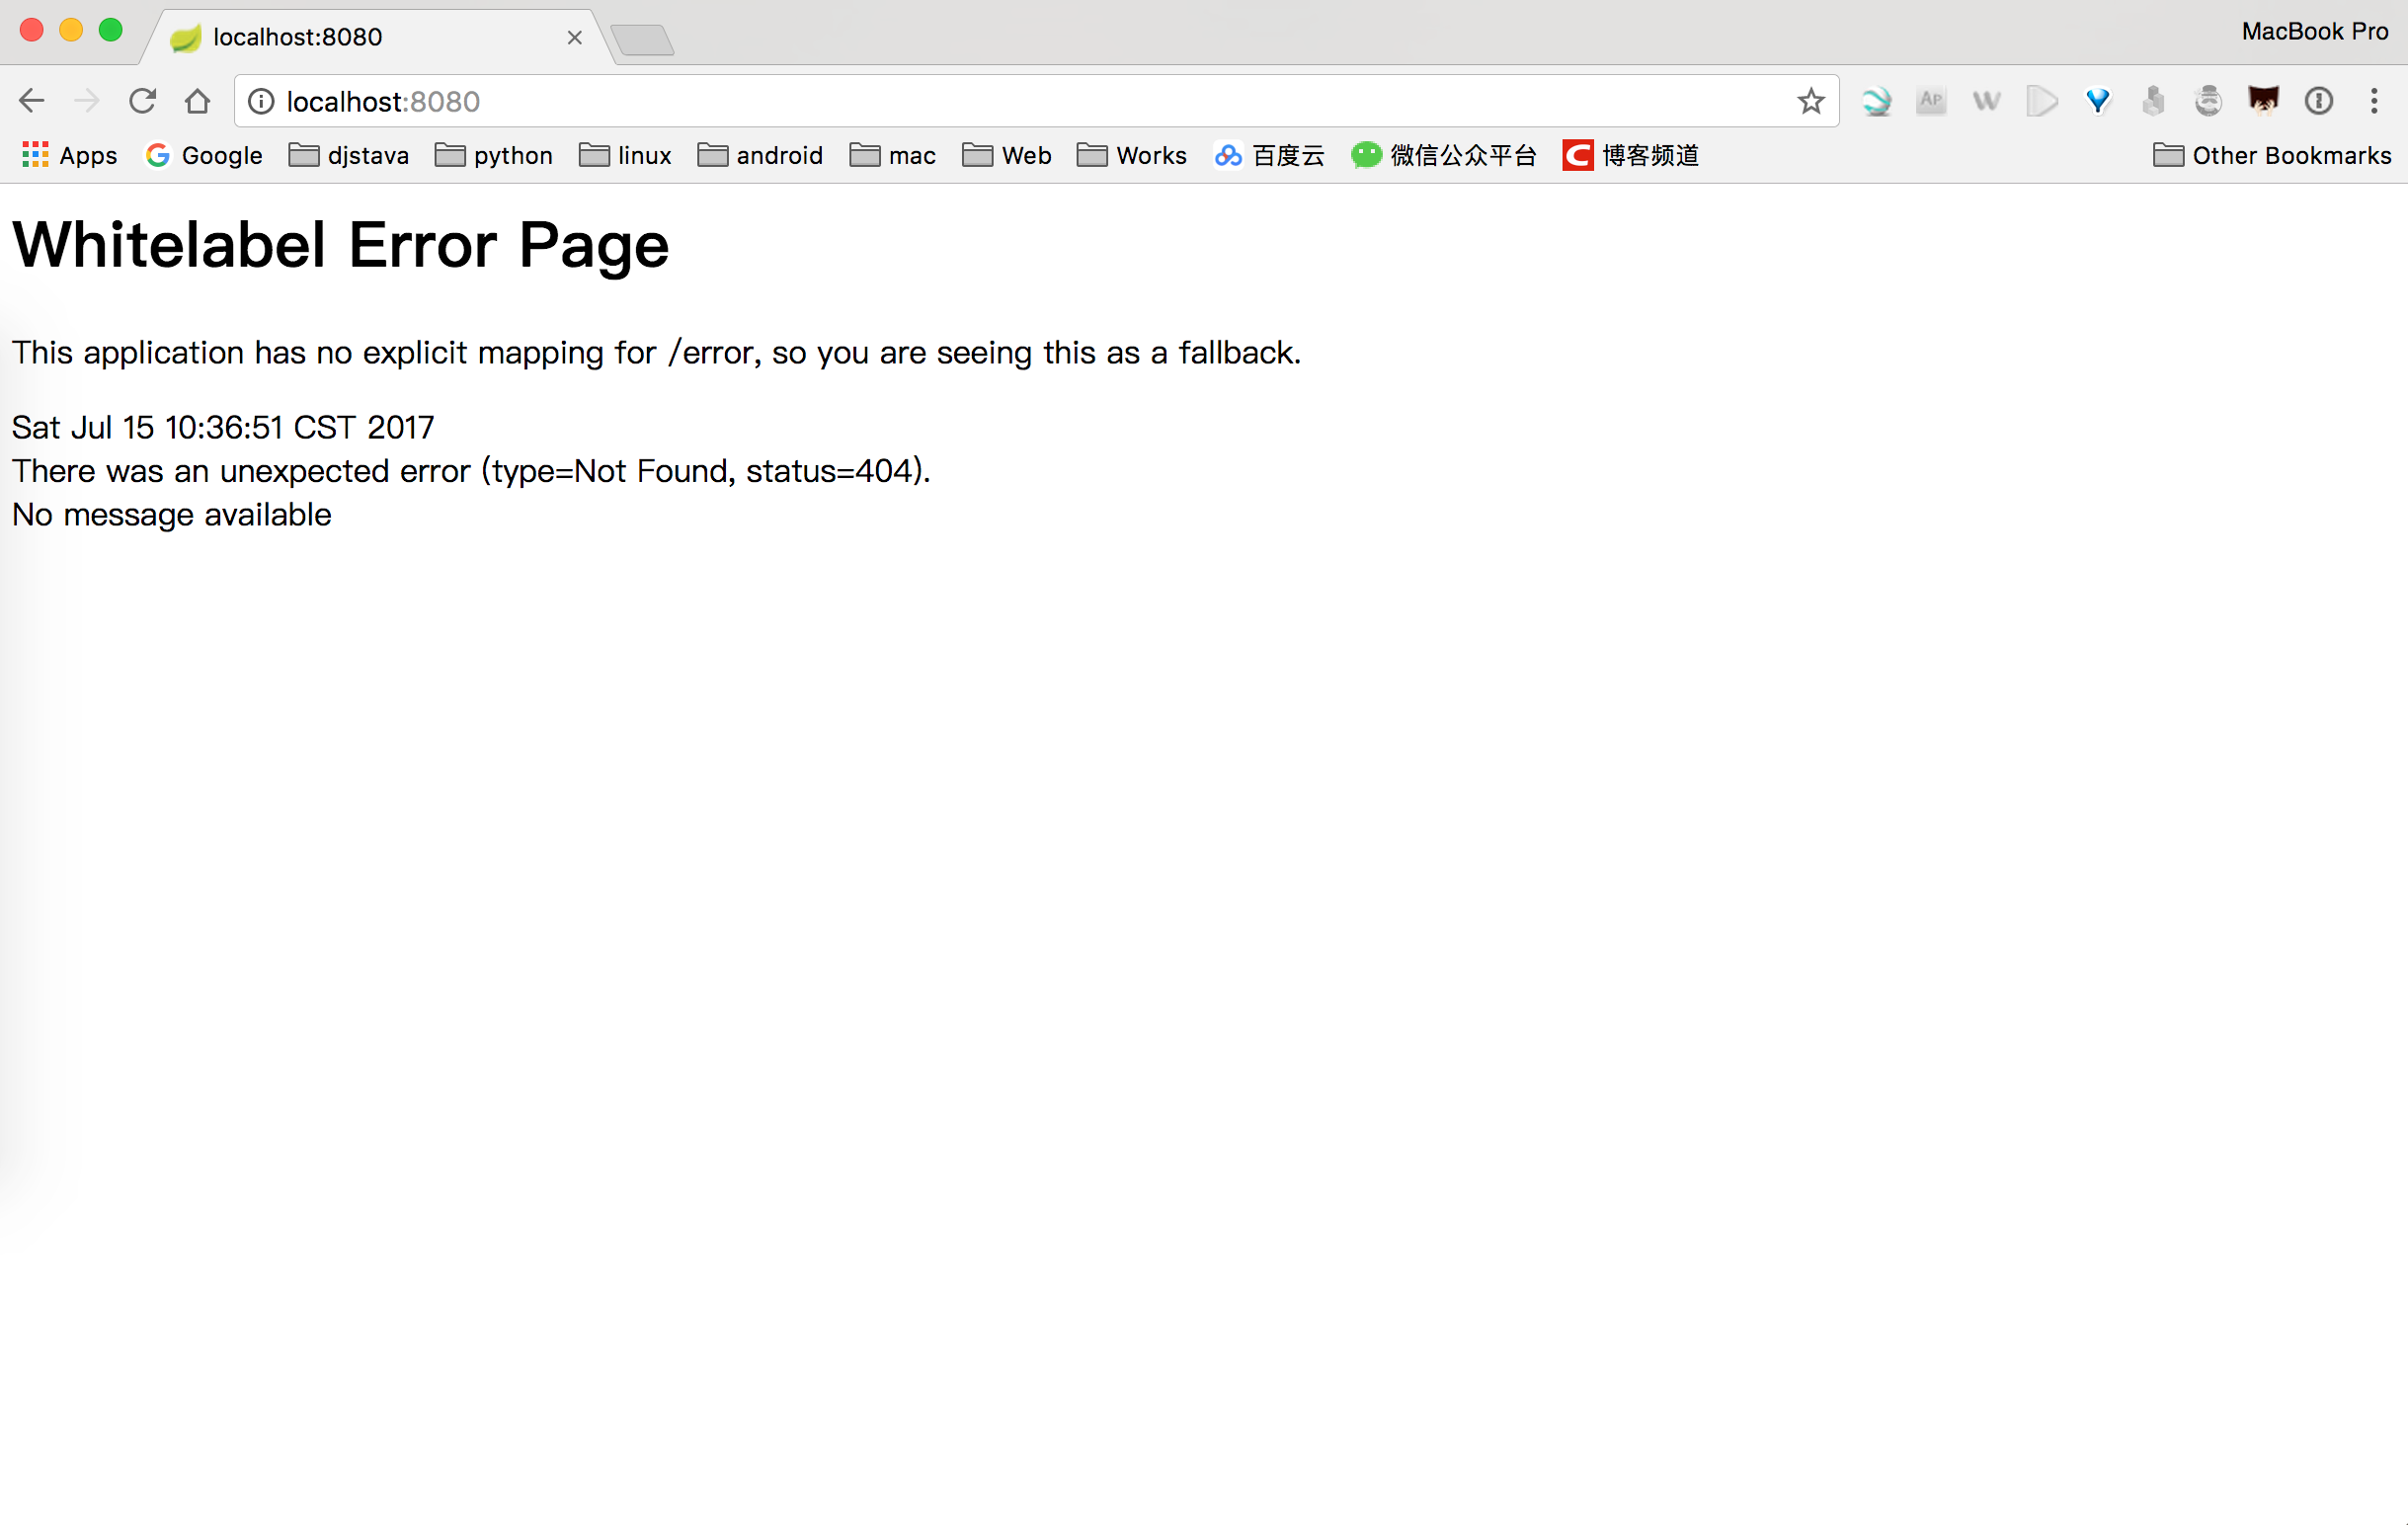 localhost:8080
MacBook Pro
localhost:8080
Apps Google djstava python linux android mac Web Works 百度云 微信公众平台 博客频道 Other Bookmarks
Whitelabel Error Page
This application has no explicit mapping for /error, so you are seeing this as a fallback.
Sat Jul 15 10:36:51 CST 2017
There was an unexpected error (type=Not Found, status=404).
No message available